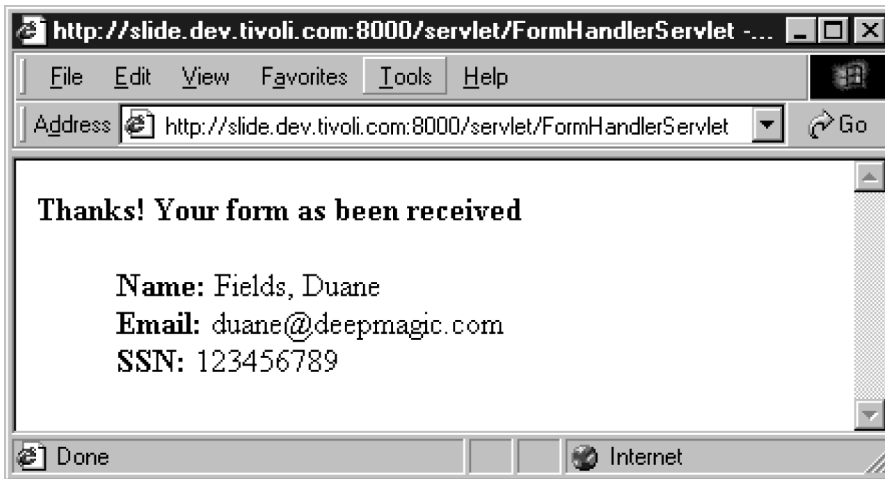 http://slide.dev.tivoli.com:8000/servlet/FormHandlerServlet -...
File Edit View Favorites Tools Help
Address http://slide.dev.tivoli.com:8000/servlet/FormHandlerServlet Go
Thanks! Your form as been received
Name: Fields, Duane
Email: duane@deepmagic.com
SSN: 123456789
Done Internet